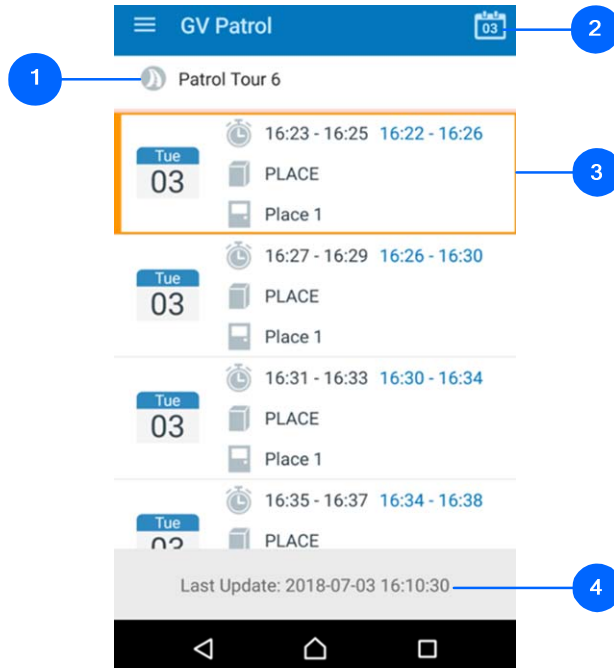 GV Patrol
03
2
1
Patrol Tour 6
16:23 - 16:25 16:22 - 16:26
Tue
03
PLACE
3
Place 1
16:27 - 16:29 16:26 - 16:30
Tue
03
PLACE
Place 1
16:31 - 16:33 16:30 - 16:34
Tue
03
PLACE
Place 1
16:35 - 16:37 16:34 - 16:38
Tue
03
PLACE
Last Update: 2018-07-03 16:10:30
4